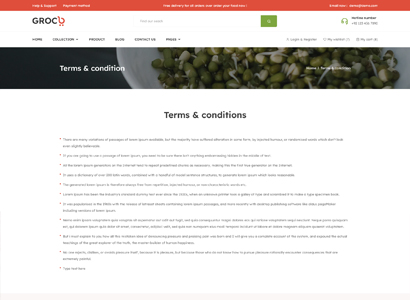 Help & Support Payment method Free delivery for all orders over order your food now !
GROC
Find our need
Hotline number
HOME COLLECTION PRODUCT BLOG CONTACT US PAGES Login & Register My wishlist My cart
Terms & condition Home / Terms & condition
Terms & conditions
There are many variations of passages of lorem ipsum available, but the majority have suffered alteration in some form, by injected humour, or randomised words which don't look
even slightly believable.
If you are going to use a passage of lorem ipsum, you need to be sure there isn't anything embarrassing hidden in the middle of text.
All the lorem ipsum generators on the internet tend to repeat predefined chunks as necessary, making this the first true generator on the internet.
It uses a dictionary of over 200 latin words, combined with a handful of model sentence structures, to generate lorem ipsum which looks reasonable.
The generated lorem ipsum is therefore always free from repetition, injected humour, or non-characteristic words etc.
Lorem Ipsum has been the industry's standard dummy text ever since the 1500s, when an unknown printer took a galley of type and scrambled it to make a type specimen book.
It was popularised in the 1960s with the release of letraset sheets containing lorem ipsum passages, and more recently with desktop publishing software like aldus pagemaker
including versions of lorem ipsum.
But I must explain to you how all this mistaken idea of denouncing pleasure and praising pain was born and I will give you a complete account of the system, and expound the actual
teachings of the great explorer of the truth, the master-builder of human happiness.
No one rejects, dislikes, or avoids pleasure itself, because it is pleasure, but because those who do not know how to pursue pleasure rationally encounter consequences that are
extremely painful.
Type text here